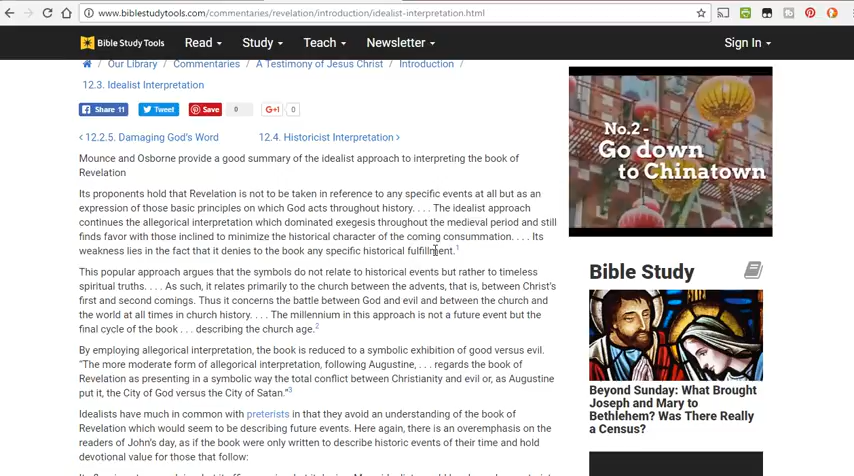 www.biblestudytools.com/commentaries/revelation/introduction/idealist-interpretation.html
Bible Study Tools
Read
Study
Teach
Newsletter
Sign In
/ Our Library / Commentaries / A Testimony of Jesus Christ / Introduction /
12.3. Idealist Interpretation
Share 11
Tweet
Save
0
G+1
0
‹ 12.2.5. Damaging God's Word
12.4. Historicist Interpretation ›
Mounce and Osborne provide a good summary of the idealist approach to interpreting the book of
Revelation
Its proponents hold that Revelation is not to be taken in reference to any specific events at all but as an
expression of those basic principles on which God acts throughout history. . . . The idealist approach
continues the allegorical interpretation which dominated exegesis throughout the medieval period and still
finds favor with those inclined to minimize the historical character of the coming consummation. . . . Its
weakness lies in the fact that it denies to the book any specific historical fulfillment.1
This popular approach argues that the symbols do not relate to historical events but rather to timeless
spiritual truths. . . . As such, it relates primarily to the church between the advents, that is, between Christ's
first and second comings. Thus it concerns the battle between God and evil and between the church and
the world at all times in church history. . . . The millennium in this approach is not a future event but the
final cycle of the book . . . describing the church age.2
By employing allegorical interpretation, the book is reduced to a symbolic exhibition of good versus evil.
"The more moderate form of allegorical interpretation, following Augustine, . . . regards the book of
Revelation as presenting in a symbolic way the total conflict between Christianity and evil or, as Augustine
put it, the City of God versus the City of Satan."3
Idealists have much in common with preterists in that they avoid an understanding of the book of
Revelation which would seem to be describing future events. Here again, there is an overemphasis on the
readers of John's day, as if the book were only written to describe historic events of their time and hold
devotional value for those that follow:
No.2 -
Go down
to Chinatown
Bible Study
Beyond Sunday: What Brought
Joseph and Mary to
Bethlehem? Was There Really
a Census?